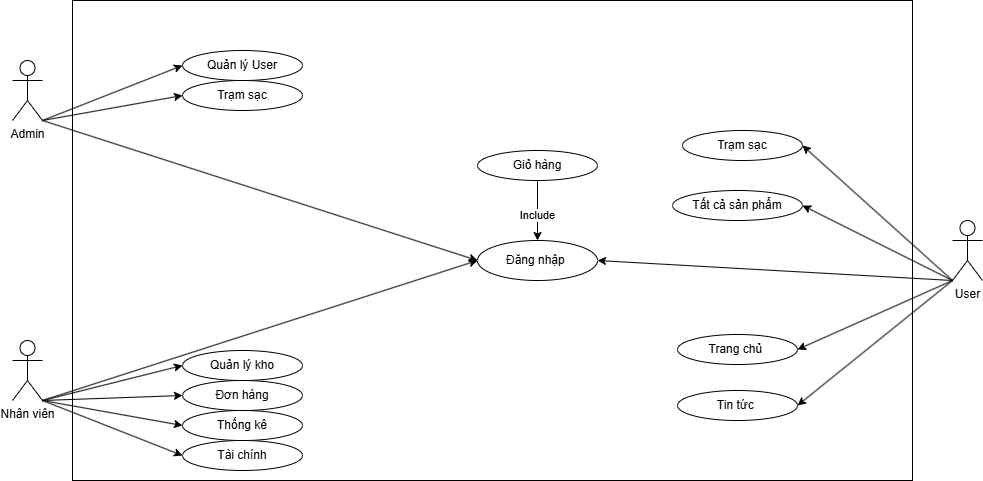 Quản lý User
Trạm sạc
Admin
Giỏ hàng
Include
Đăng nhập
Trạm sạc
Tất cả sản phẩm
User
Trang chủ
Tin tức
Nhân viên
Quản lý kho
Đơn hàng
Thống kê
Tài chính